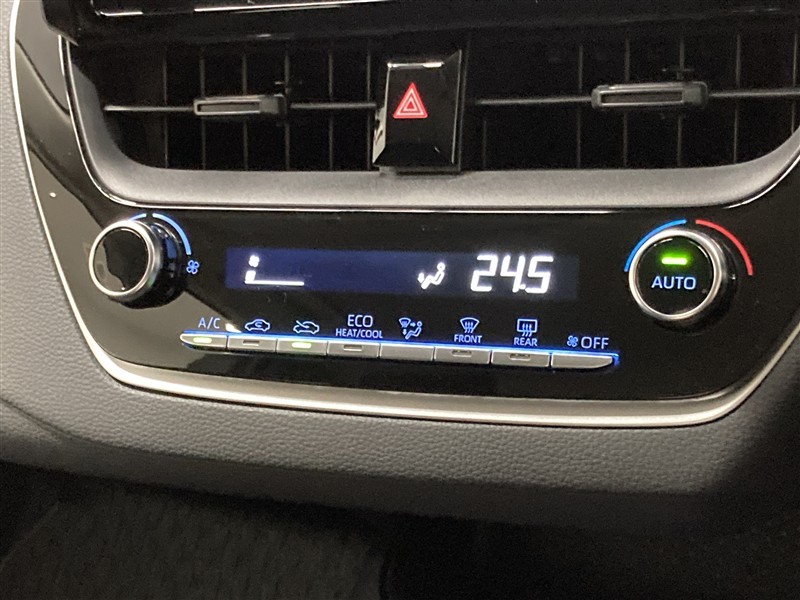 24.5
AUTO
A/C
ECO
HEAT/COOL
FRONT
REAR
OFF